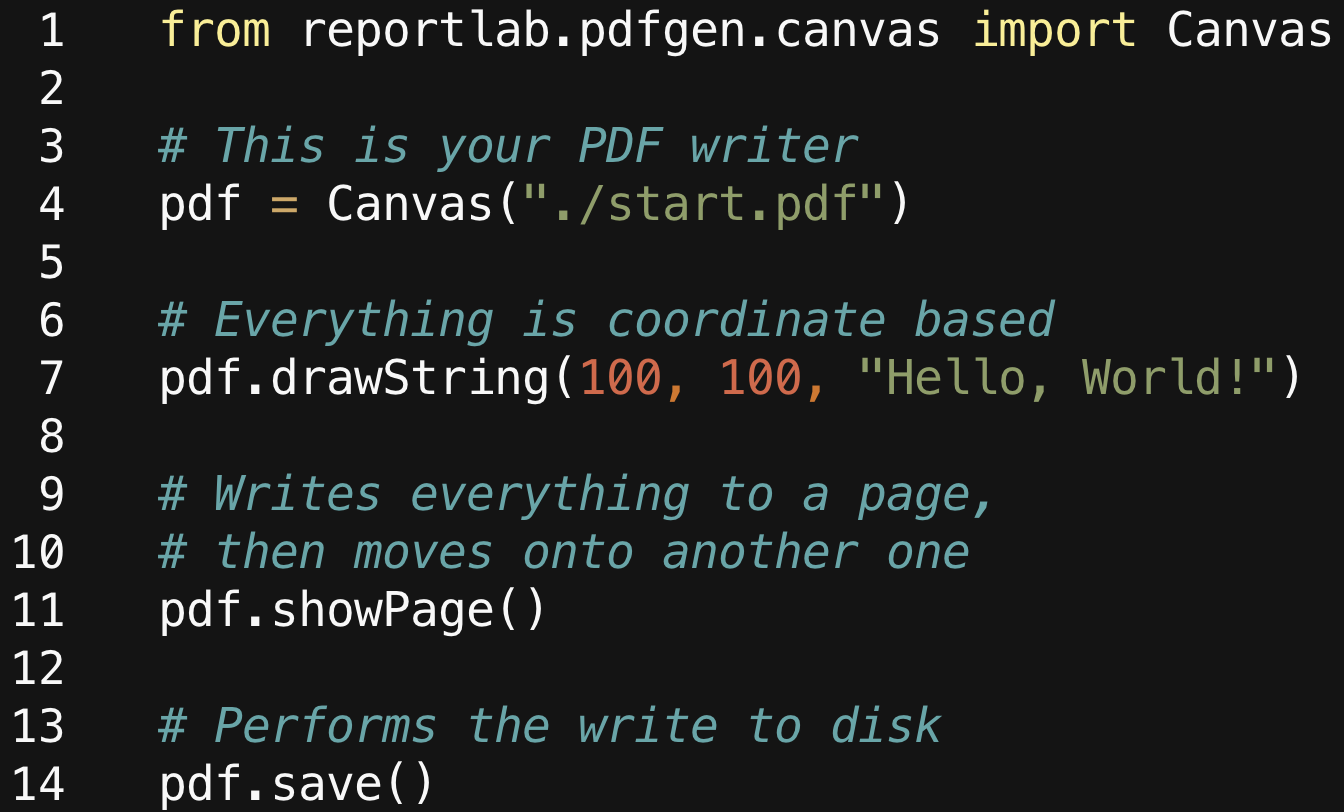 1 from reportlab.pdfgen.canvas import Canvas
2
3 # This is your PDF writer
4 pdf = Canvas("./start.pdf")
5
6 # Everything is coordinate based
7 pdf.drawString(100, 100, "Hello, World!")
8
9 # Writes everything to a page,
10 # then moves onto another one
11 pdf.showPage()
12
13 # Performs the write to disk
14 pdf.save()